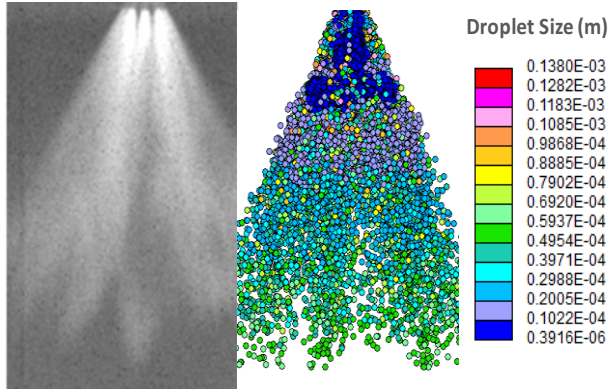 Droplet Size (m)
0.1380E-03
0.1282E-03
0.1183E-03
0.1085E-03
0.9868E-04
0.8885E-04
0.7902E-04
0.6920E-04
0.5937E-04
0.4954E-04
0.3971E-04
0.2988E-04
0.2005E-04
0.1022E-04
0.3916E-06